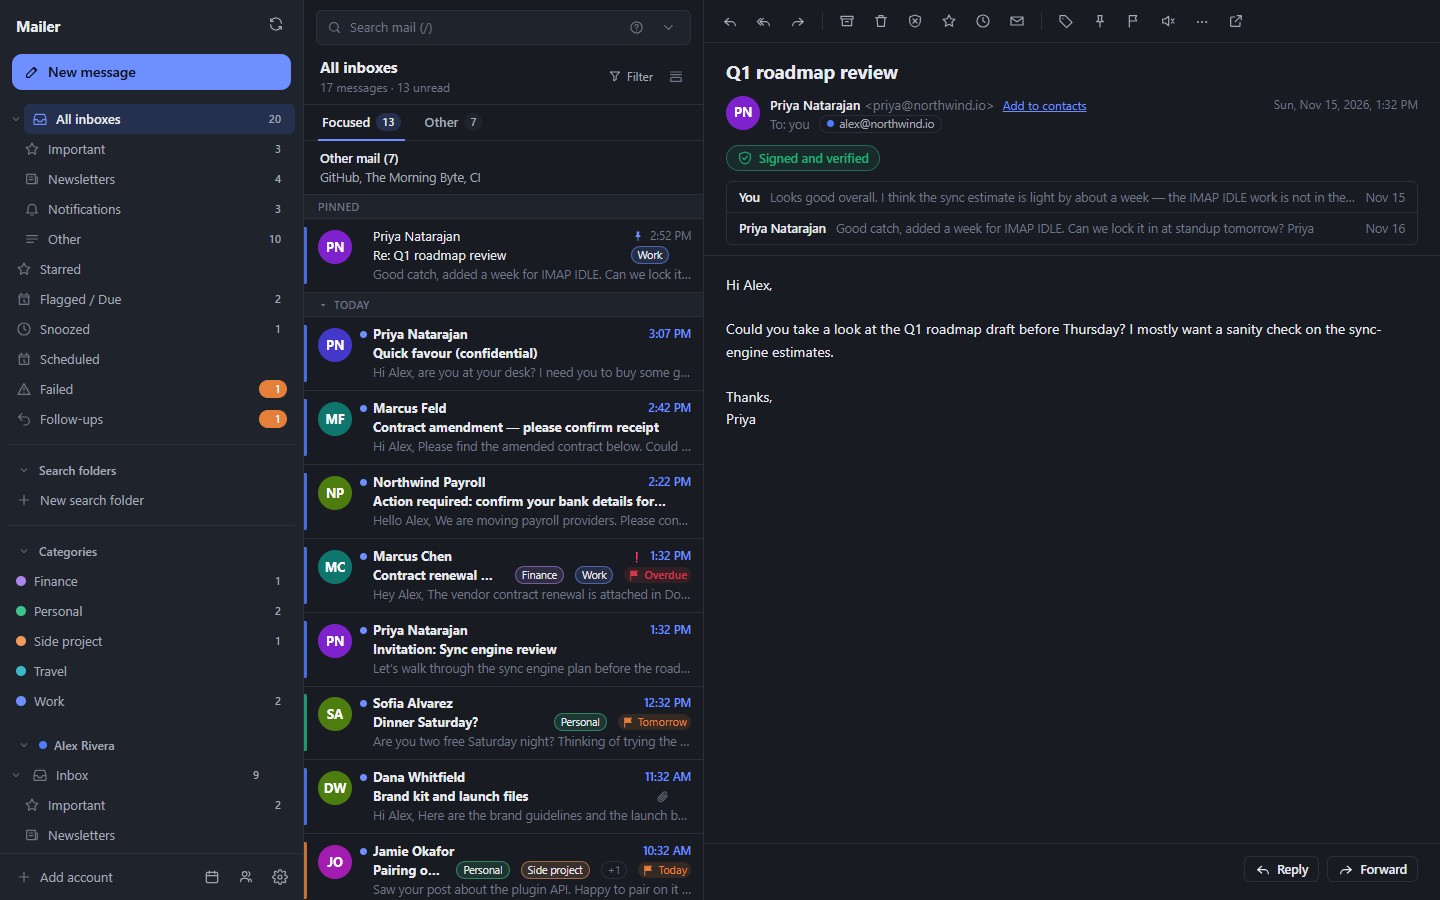 Mailer
New message
All inboxes 20
Important 3
Newsletters 4
Notifications 3
Other 10
Starred
Flagged / Due 2
Snoozed 1
Scheduled
Failed 1
Follow-ups 1
Search folders
New search folder
Categories
Finance 1
Personal 2
Side project 1
Travel
Work 2
Alex Rivera
Inbox 9
Important 2
Newsletters
Add account
Search mail (/)
All inboxes
17 messages · 13 unread
Filter
Focused 13 Other 7
Other mail (7)
GitHub, The Morning Byte, CI
PINNED
PN Priya Natarajan 2:52 PM
Re: Q1 roadmap review Work
Good catch, added a week for IMAP IDLE. Can we lock it...
TODAY
PN Priya Natarajan 3:07 PM
Quick favour (confidential)
Hi Alex, are you at your desk? I need you to buy some g...
MF Marcus Feld 2:42 PM
Contract amendment — please confirm receipt
Hi Alex, Please find the amended contract below. Could ...
NP Northwind Payroll 2:22 PM
Action required: confirm your bank details for...
Hello Alex, We are moving payroll providers. Please con...
MC Marcus Chen ! 1:32 PM
Contract renewal ... Finance Work Overdue
Hey Alex, The vendor contract renewal is attached in Do...
PN Priya Natarajan 1:32 PM
Invitation: Sync engine review
Let's walk through the sync engine plan before the road...
SA Sofia Alvarez 12:32 PM
Dinner Saturday? Personal Tomorrow
Are you two free Saturday night? Thinking of trying the ...
DW Dana Whitfield 11:32 AM
Brand kit and launch files
Hi Alex, Here are the brand guidelines and the launch b...
JO Jamie Okafor 10:32 AM
Pairing o... Personal Side project +1 Today
Saw your post about the plugin API. Happy to pair on it ...
Q1 roadmap review
PN Priya Natarajan <priya@northwind.io> Add to contacts Sun, Nov 15, 2026, 1:32 PM
To: you alex@northwind.io
Signed and verified
You Looks good overall. I think the sync estimate is light by about a week — the IMAP IDLE work is not in the... Nov 15
Priya Natarajan Good catch, added a week for IMAP IDLE. Can we lock it in at standup tomorrow? Priya Nov 16
Hi Alex,
Could you take a look at the Q1 roadmap draft before Thursday? I mostly want a sanity check on the sync-
engine estimates.
Thanks,
Priya
Reply Forward